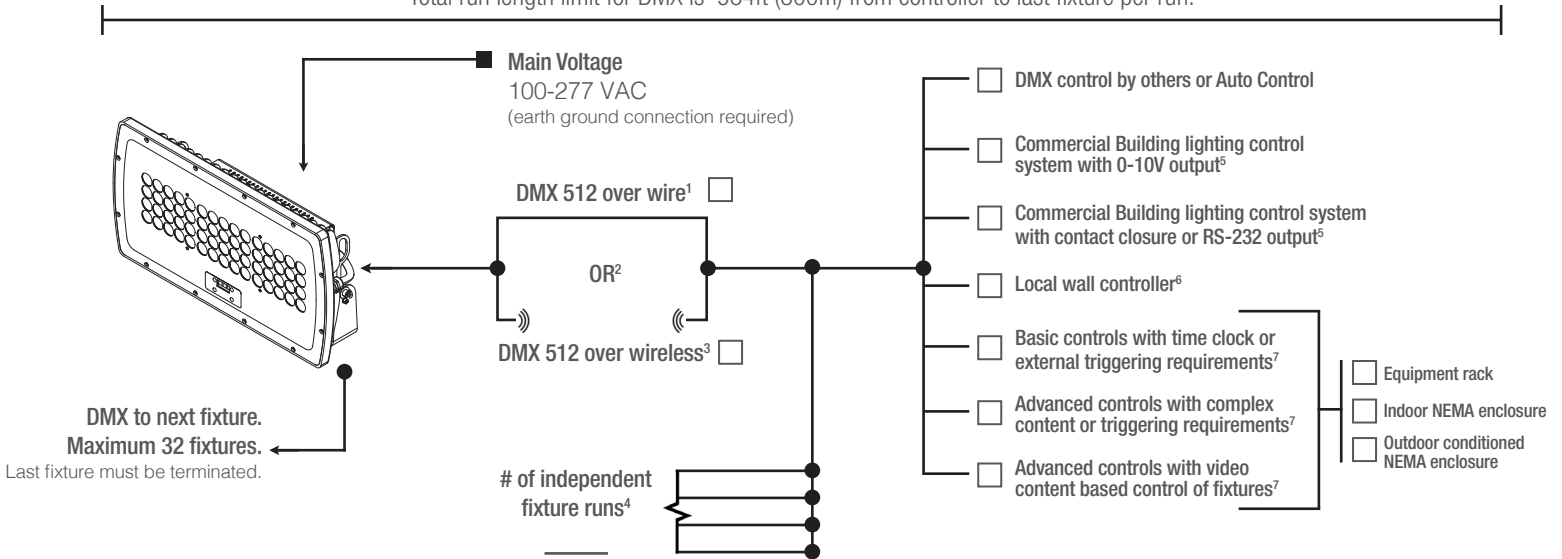 Total run length limit for DMX is 984ft (300m) from controller to last fixture per run.
Main Voltage
100-277 VAC
(earth ground connection required)
DMX 512 over wire¹
OR²
DMX 512 over wireless³
DMX to next fixture.
Maximum 32 fixtures.
Last fixture must be terminated.
# of independent
fixture runs⁴
DMX control by others or Auto Control
Commercial Building lighting control
system with 0-10V output⁵
Commercial Building lighting control system
with contact closure or RS-232 output⁵
Local wall controller⁶
Basic controls with time clock or
external triggering requirements⁷
Advanced controls with complex
content or triggering requirements⁷
Advanced controls with video
content based control of fixtures⁷
Equipment rack
Indoor NEMA enclosure
Outdoor conditioned
NEMA enclosure